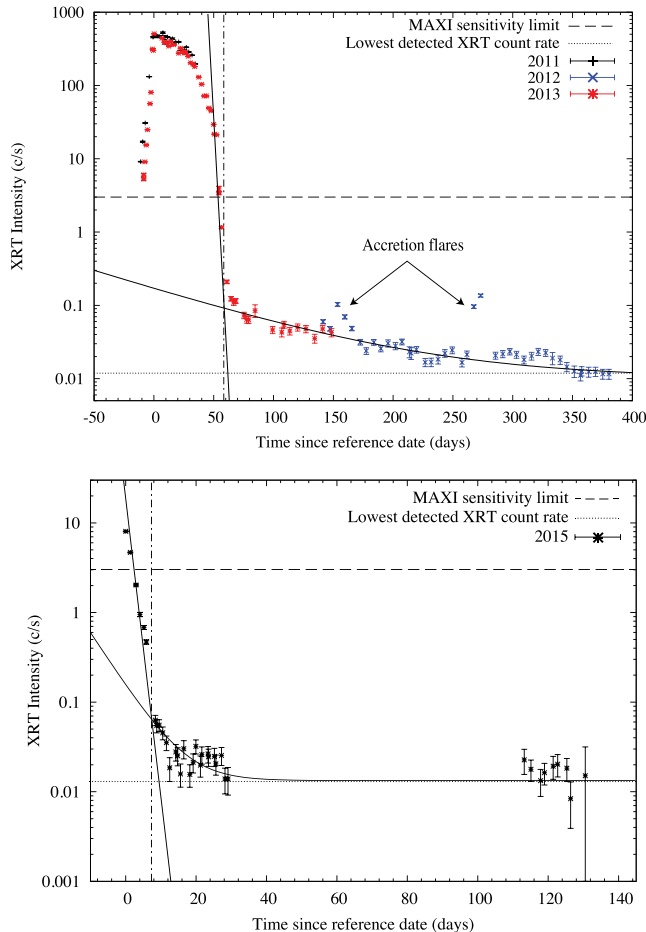 1000
100
10
1
0.1
0.01
XRT Intensity (c/s)
MAXI sensitivity limit
Lowest detected XRT count rate
2011
2012
2013
Accretion flares
-50 0 50 100 150 200 250 300 350 400
Time since reference date (days)
10
1
0.1
0.01
0.001
XRT Intensity (c/s)
MAXI sensitivity limit
Lowest detected XRT count rate
2015
0 20 40 60 80 100 120 140
Time since reference date (days)